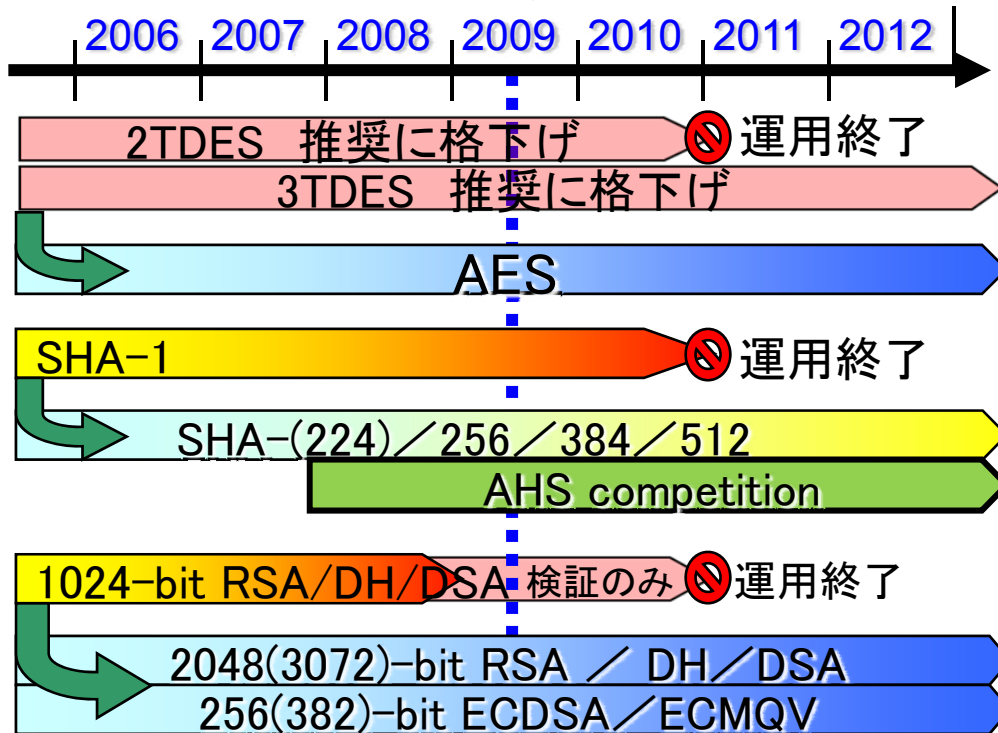 2006 2007 2008 2009 2010 2011 2012
2TDES 推奨に格下げ 運用終了
3TDES 推奨に格下げ
AES
SHA-1 運用終了
SHA-(224)／256／384／512
AHS competition
1024-bit RSA/DH/DSA 検証のみ 運用終了
2048(3072)-bit RSA ／ DH／DSA
256(382)-bit ECDSA／ECMQV